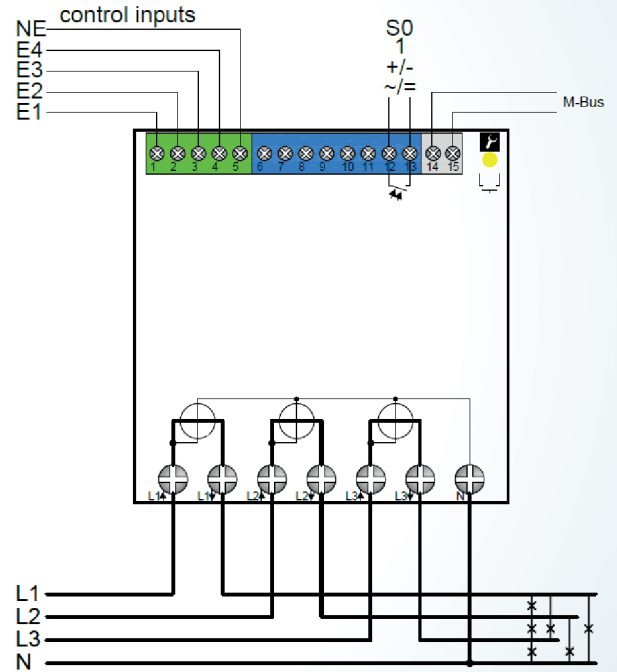 control inputs
NE
E4
E3
E2
E1
S0
1
+/-
~/=
M-Bus
1 2 3 4 5 6 7 8 9 10 11 12 13 14 15
L1 L1 L2 L2 L3 L3 N
L1
L2
L3
N